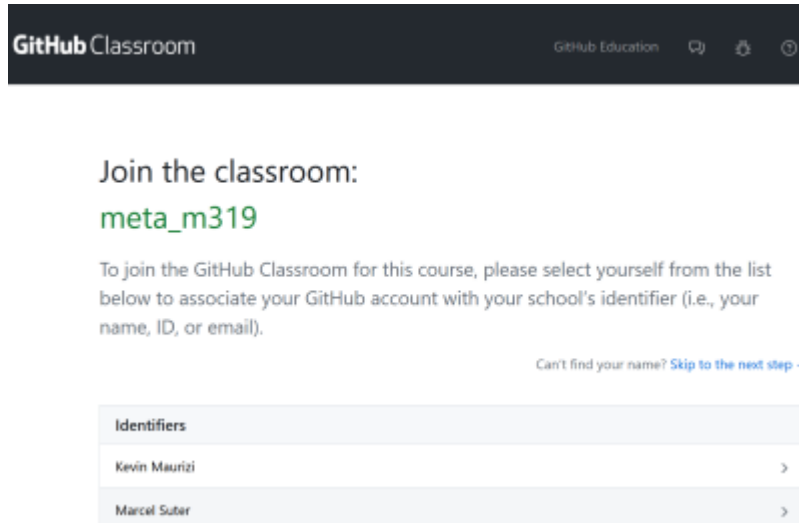 GitHub Classroom
GitHub Education
Join the classroom:
meta_m319
To join the GitHub Classroom for this course, please select yourself from the list
below to associate your GitHub account with your school's identifier (i.e., your
name, ID, or email).
Can't find your name? Skip to the next step
Identifiers
Kevin Maurizi
Marcel Suter